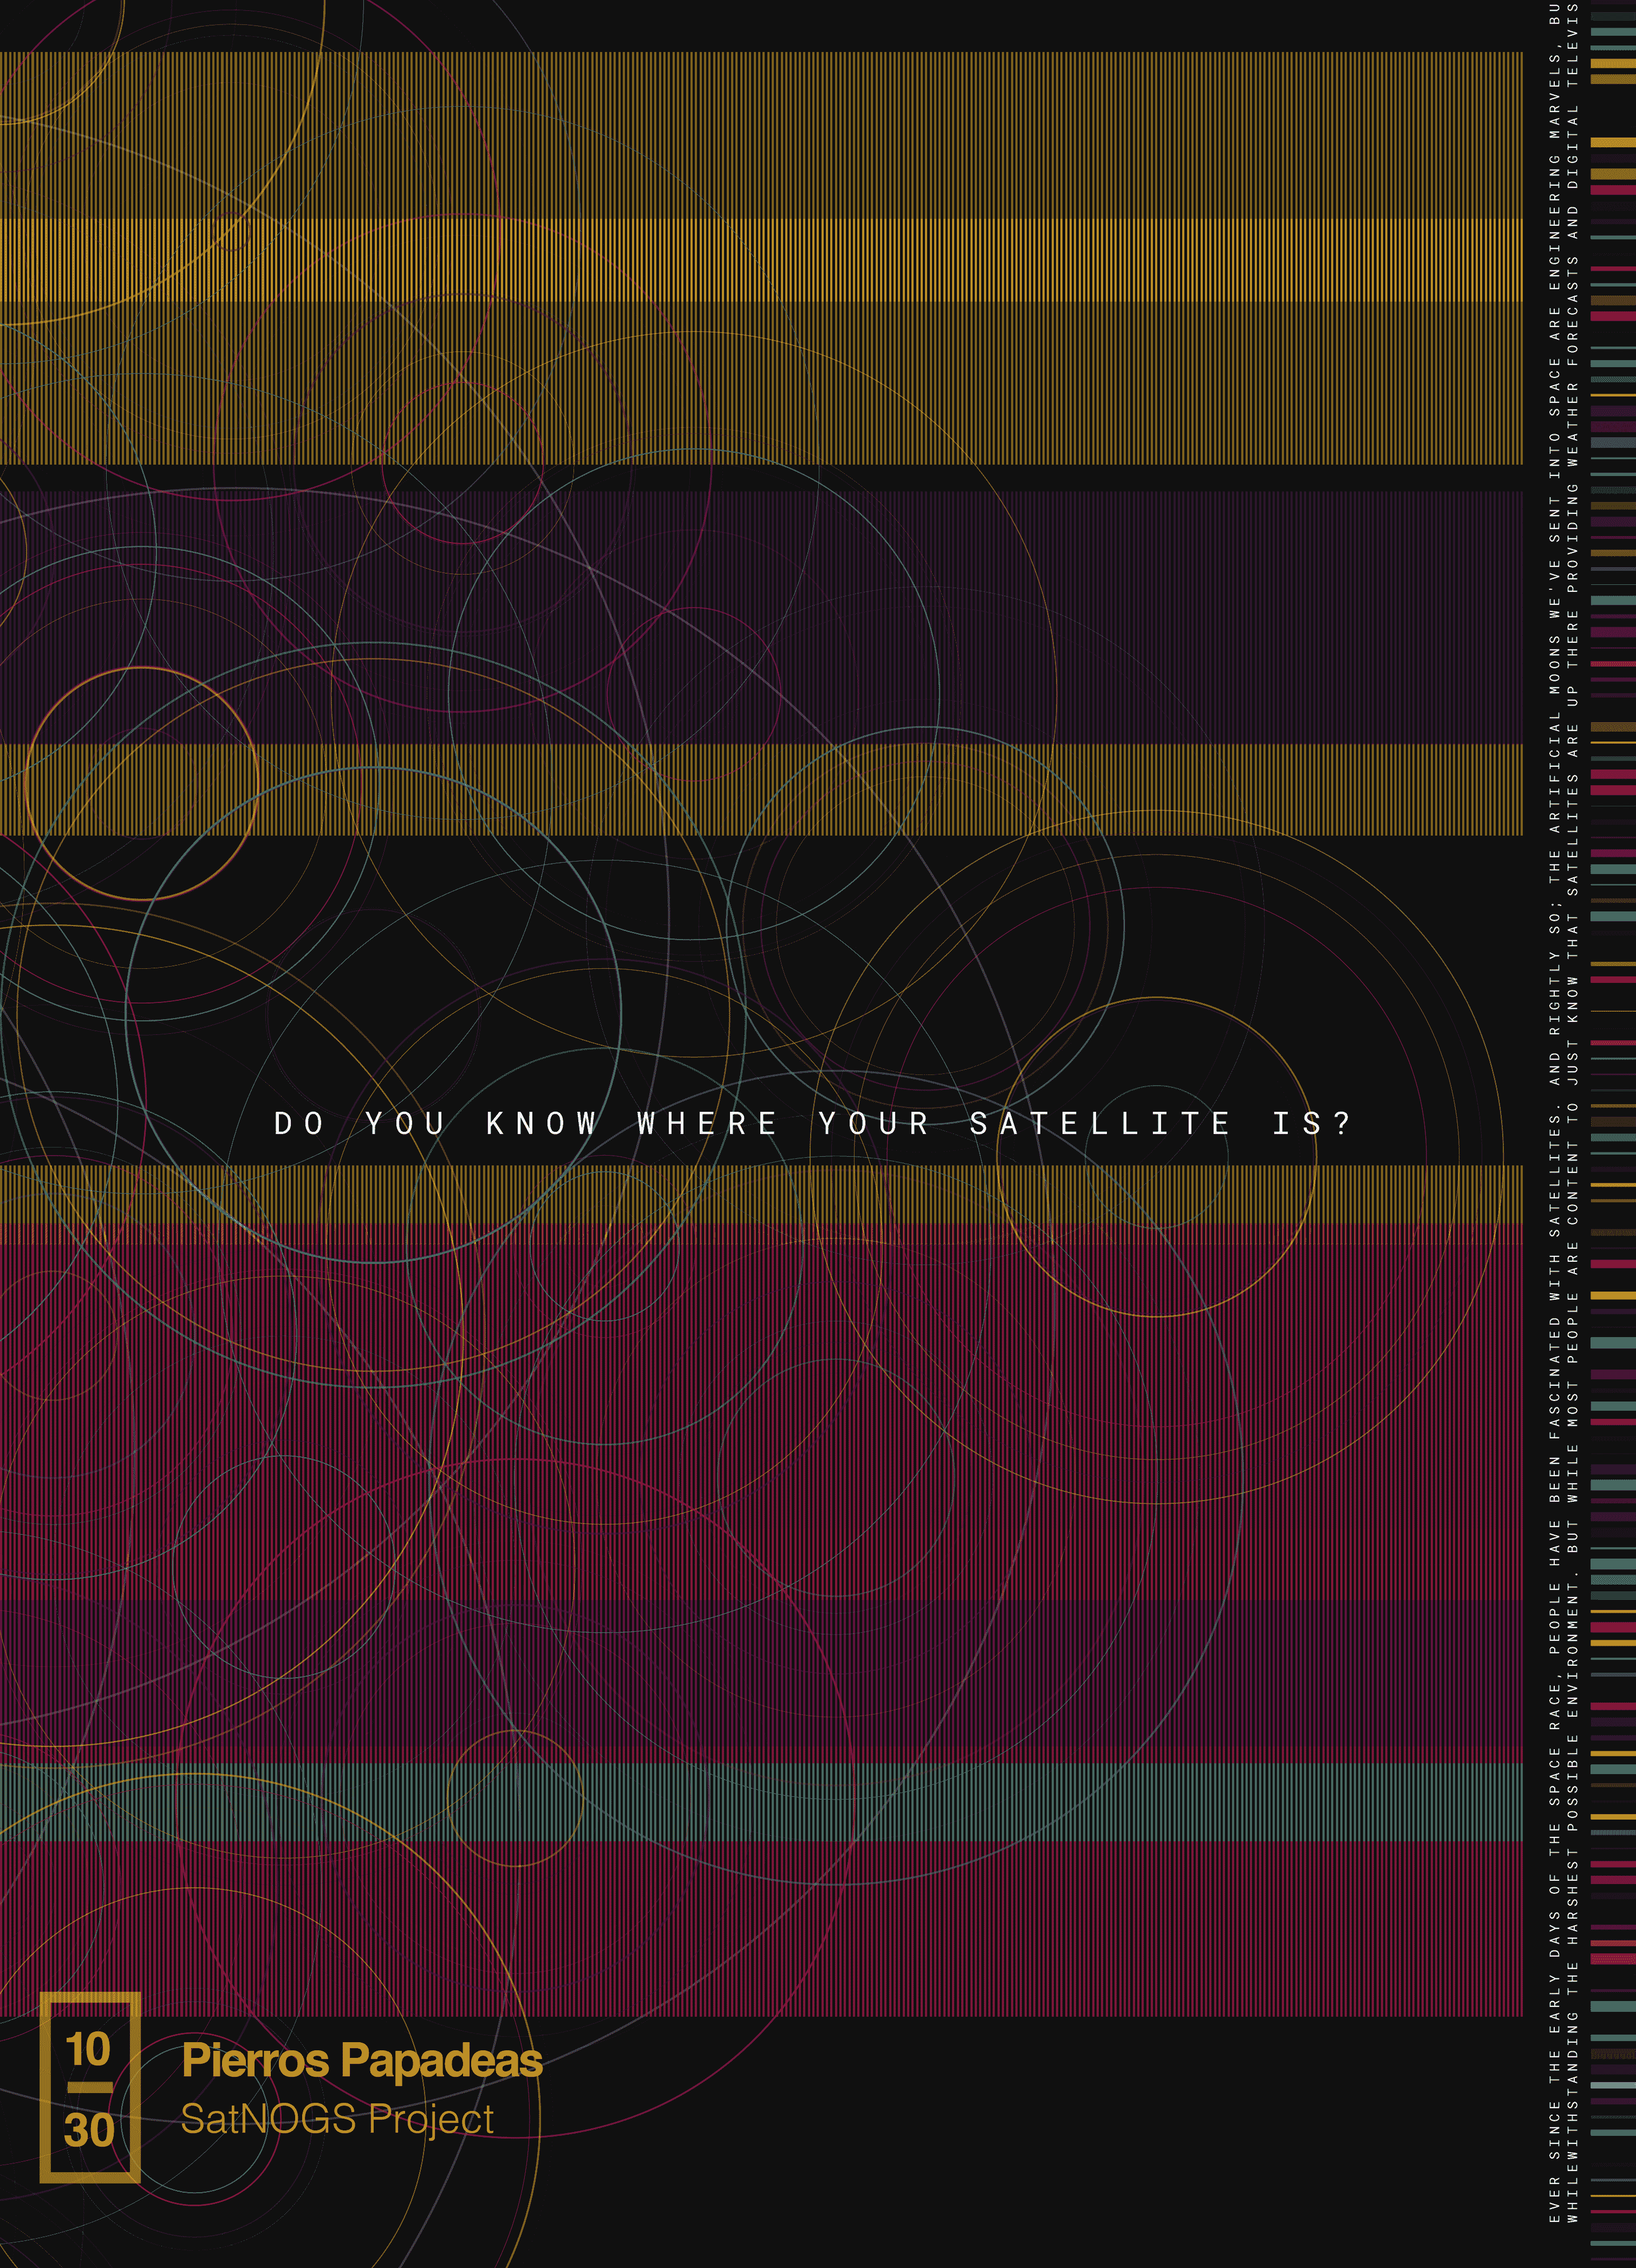 DO YOU KNOW WHERE YOUR SATELLITE IS?
EVER SINCE THE EARLY DAYS OF THE SPACE RACE, PEOPLE HAVE BEEN FASCINATED WITH SATELLITES. AND RIGHTLY SO; THE ARTIFICIAL MOONS WE'VE SENT INTO SPACE ARE ENGINEERING MARVELS, BU
WHILEWITHSTANDING THE HARSHEST POSSIBLE ENVIRONMENT. BUT WHILE MOST PEOPLE ARE CONTENT TO JUST KNOW THAT SATELLITES ARE UP THERE PROVIDING WEATHER FORECASTS AND DIGITAL TELEVIS
10
30
Pierros Papadeas
SatNOGS Project